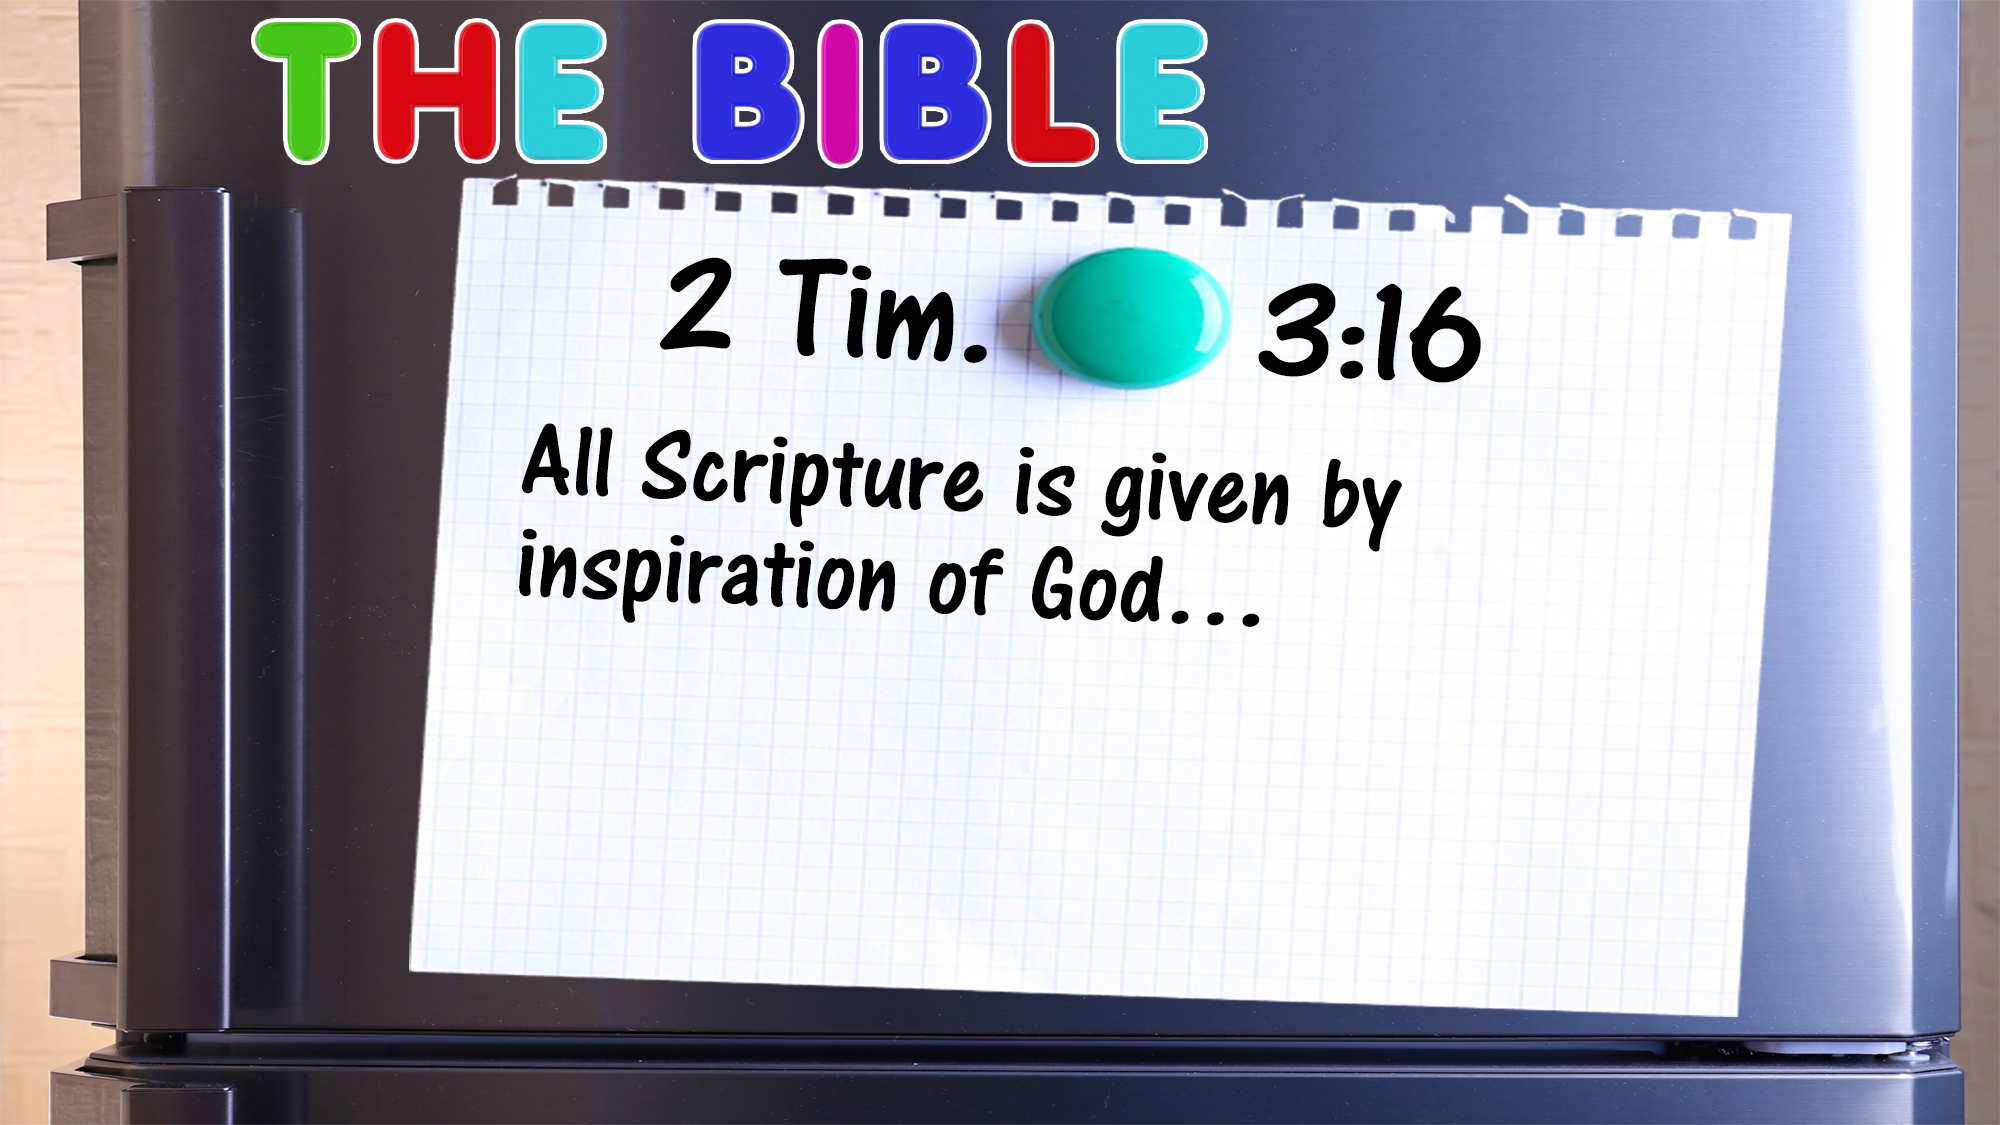 THE BIBLE
2 Tim. 3:16
All Scripture is given by
inspiration of God...